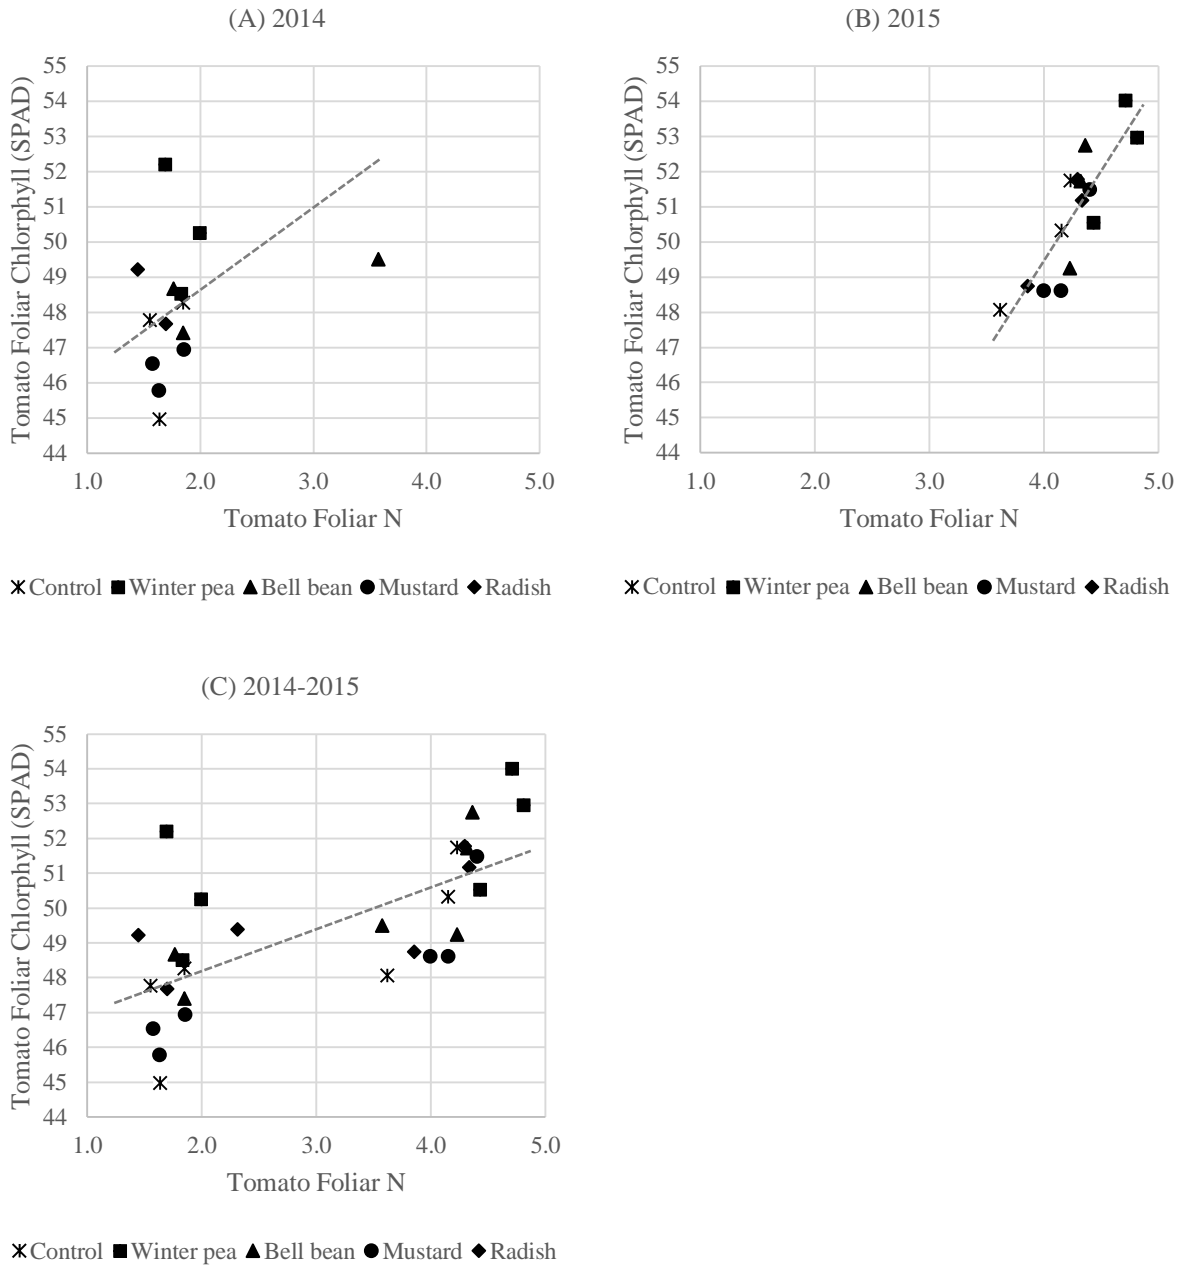 (A) 2014
Tomato Foliar Chlorphyll (SPAD)
55
54
53
52
51
50
49
48
47
46
45
44
1.0 2.0 3.0 4.0 5.0
Tomato Foliar N
Control Winter pea Bell bean Mustard Radish
(B) 2015
Tomato Foliar Chlorphyll (SPAD)
55
54
53
52
51
50
49
48
47
46
45
44
1.0 2.0 3.0 4.0 5.0
Tomato Foliar N
Control Winter pea Bell bean Mustard Radish
(C) 2014-2015
Tomato Foliar Chlorphyll (SPAD)
55
54
53
52
51
50
49
48
47
46
45
44
1.0 2.0 3.0 4.0 5.0
Tomato Foliar N
Control Winter pea Bell bean Mustard Radish